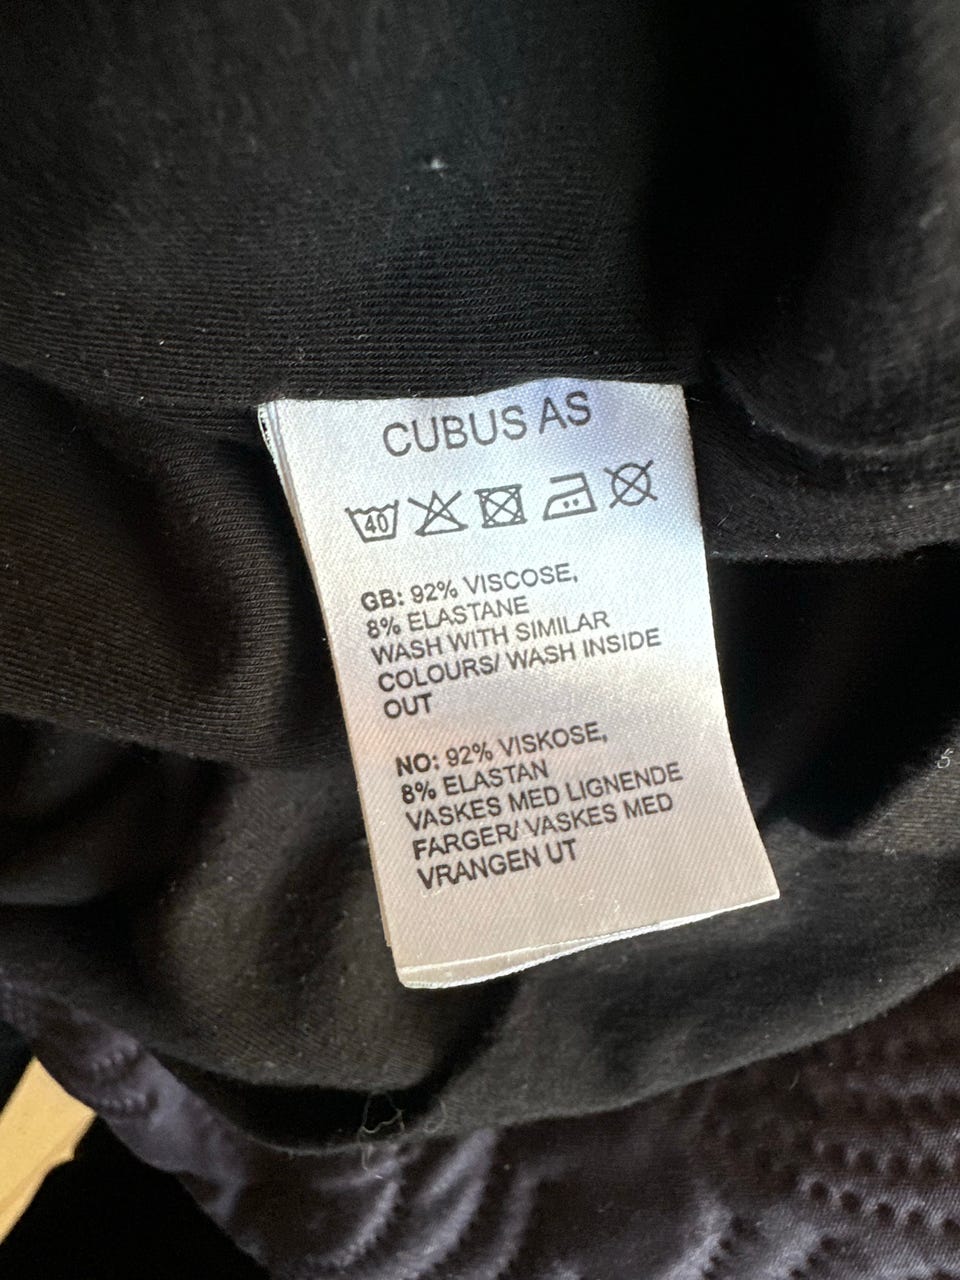 CUBUS AS
40
GB: 92% VISCOSE,
8% ELASTANE
WASH WITH SIMILAR
COLOURS/ WASH INSIDE
OUT
NO: 92% VISKOSE,
8% ELASTAN
VASKES MED LIGNENDE
FARGER/ VASKES MED
VRANGEN UT